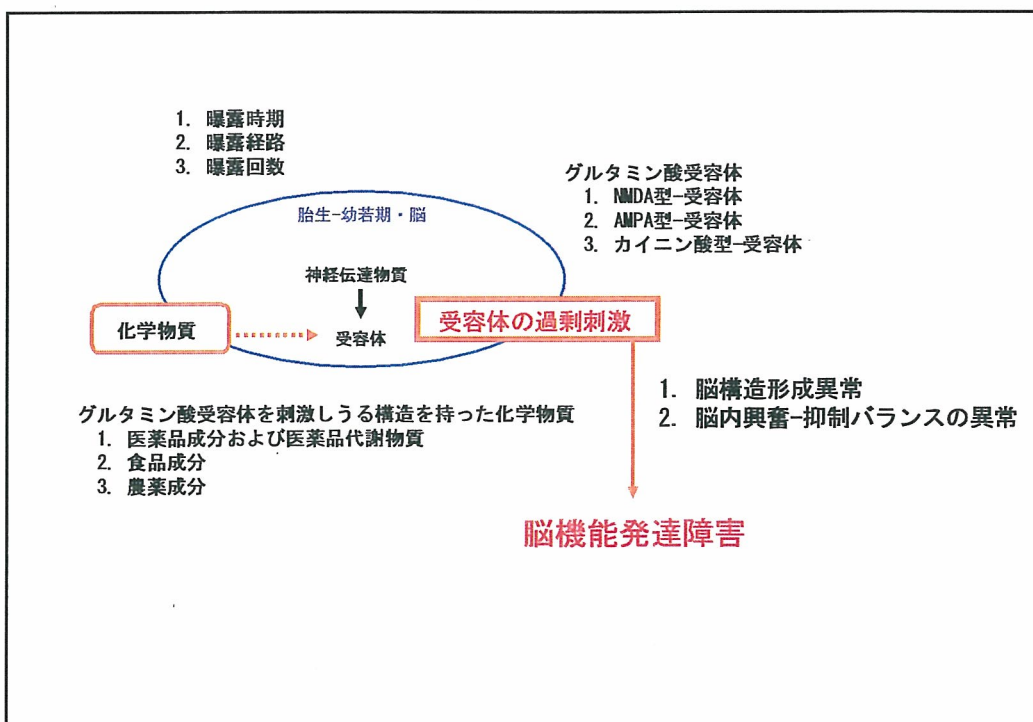 1. 曝露時期
2. 曝露経路
3. 曝露回数
グルタミン酸受容体
1. NMDA型-受容体
2. AMPA型-受容体
3. カイニン酸型-受容体
胎生-幼若期・脳
神経伝達物質
化学物質
受容体
受容体の過剰刺激
グルタミン酸受容体を刺激しうる構造を持った化学物質
1. 医薬品成分および医薬品代謝物質
2. 食品成分
3. 農薬成分
1. 脳構造形成異常
2. 脳内興奮-抑制バランスの異常
脳機能発達障害